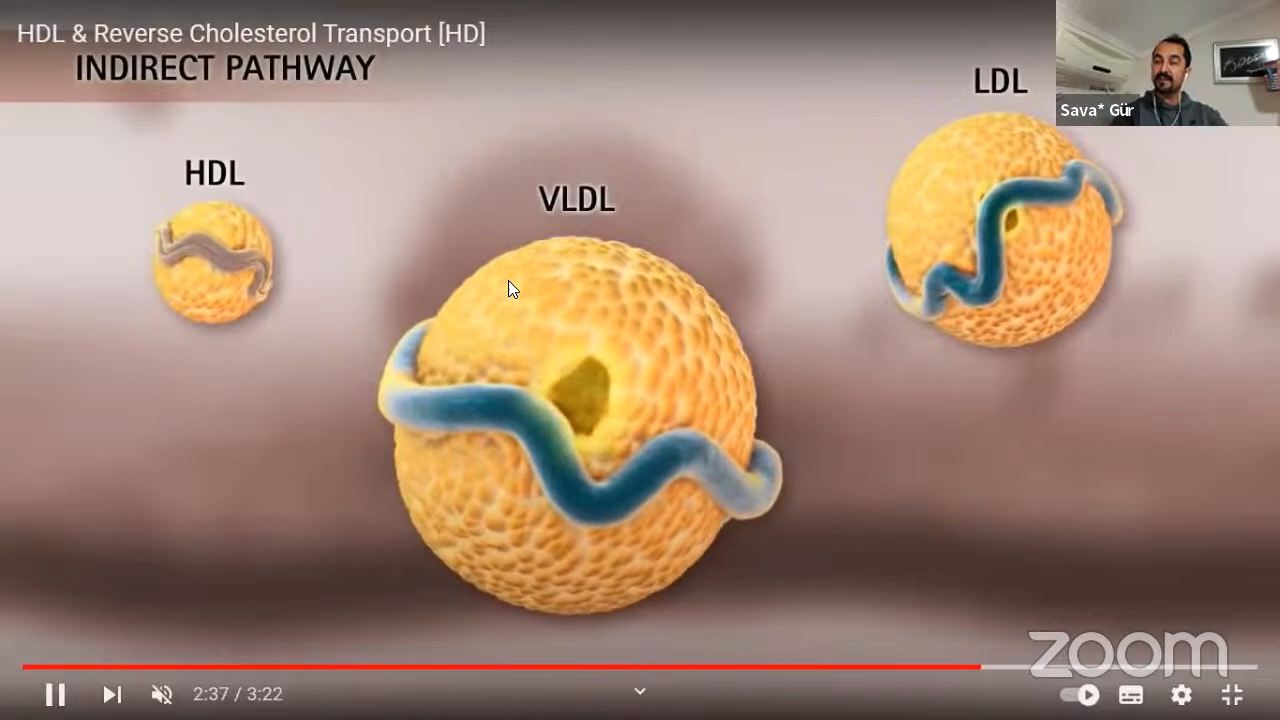 HDL & Reverse Cholesterol Transport [HD]
INDIRECT PATHWAY
LDL
Sava* Gür
HDL
VLDL
zoom
2:37 / 3:22